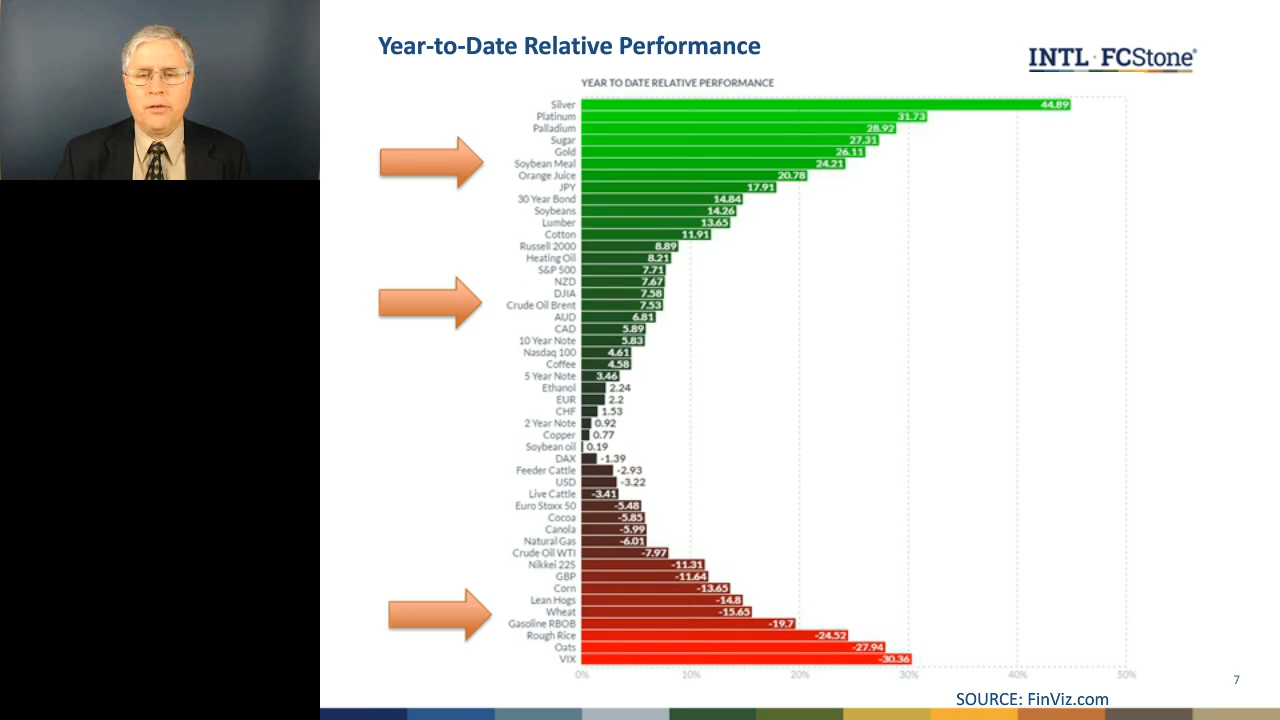 Year-to-Date Relative Performance
INTL FCStone®
YEAR TO DATE RELATIVE PERFORMANCE
Silver 44.89
Platinum 31.73
Palladium 28.92
Sugar 27.31
Gold 26.11
Soybean Meal 24.21
Orange Juice 20.78
JPY 17.91
30 Year Bond 14.84
Soybeans 14.26
Lumber 13.65
Cotton 11.91
Russell 2000 8.89
Heating Oil 8.21
S&P 500 7.71
NZD 7.67
DJIA 7.58
Crude Oil Brent 7.53
AUD 6.81
CAD 5.89
10 Year Note 5.83
Nasdaq 100 4.61
Coffee 4.58
5 Year Note 3.46
Ethanol 2.24
EUR 2.2
CHF 1.53
2 Year Note 0.92
Copper 0.77
Soybean oil 0.19
DAX -1.39
Feeder Cattle -2.93
USD -3.22
Live Cattle -3.41
Euro Stoxx 50 -5.48
Cocoa -5.85
Canola -5.99
Natural Gas -6.01
Crude Oil WTI -7.97
Nikkei 225 -11.31
GBP -11.64
Corn -13.65
Lean Hogs -14.8
Wheat -15.65
Gasoline RBOB -19.7
Rough Rice -24.52
Oats -27.94
VIX -30.36
0% 10% 20% 30% 40% 50%
7
SOURCE: FinViz.com